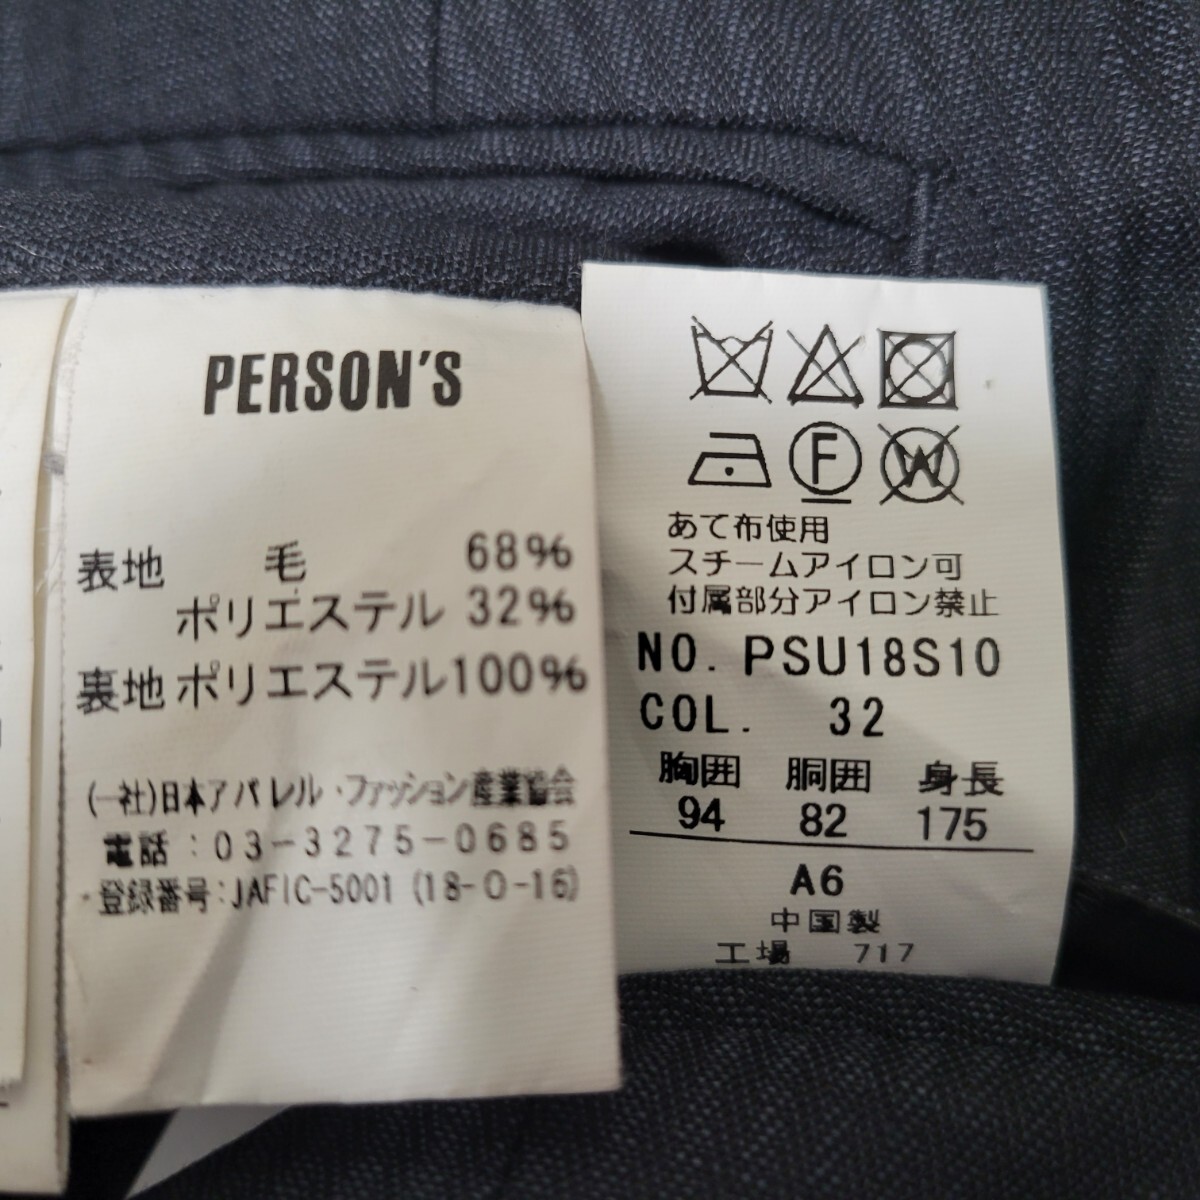 PERSON'S
表地 毛 68%
ポリエステル 32%
裏地 ポリエステル100%
(一社)日本アパレル・ファッション産業協会
電話:03-3275-0685
登録番号:JAFIC-5001 (18-0-16)
F
W
あて布使用
スチームアイロン可
付属部分アイロン禁止
NO. PSU18S10
COL. 32
胸囲 胴囲 身長
94 82 175
A6
中国製
工場 717